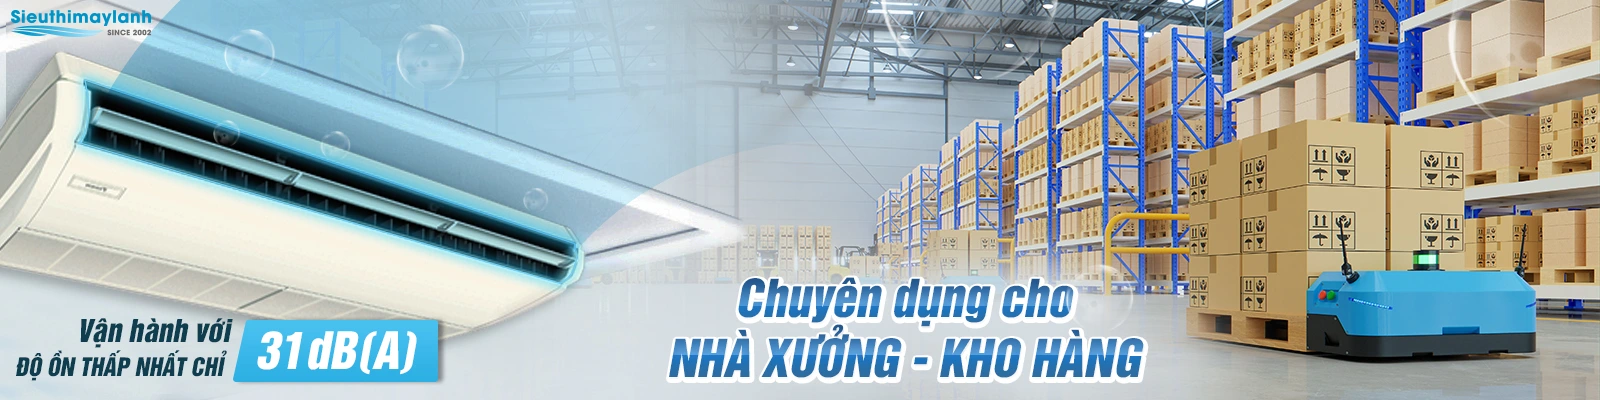 Sieuthimaylanh
SINCE 2002
Vận hành với
ĐỘ ỒN THẤP NHẤT CHỈ
31dB(A)
Chuyên dụng cho
NHÀ XƯỞNG - KHO HÀNG